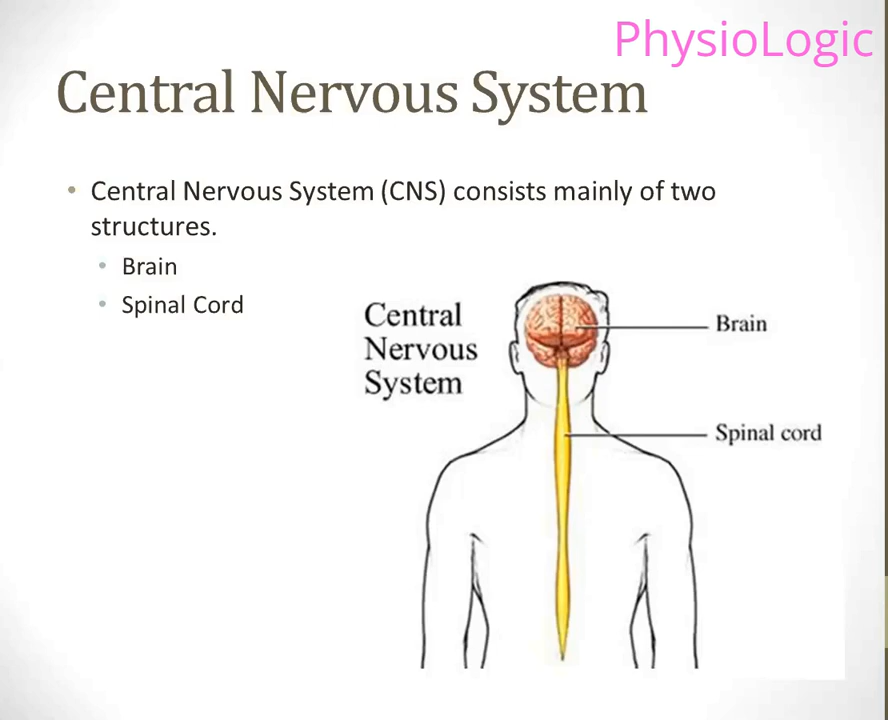 PhysioLogic
Central Nervous System
• Central Nervous System (CNS) consists mainly of two
structures.
• Brain
• Spinal Cord
Central
Nervous
System
Brain
Spinal cord